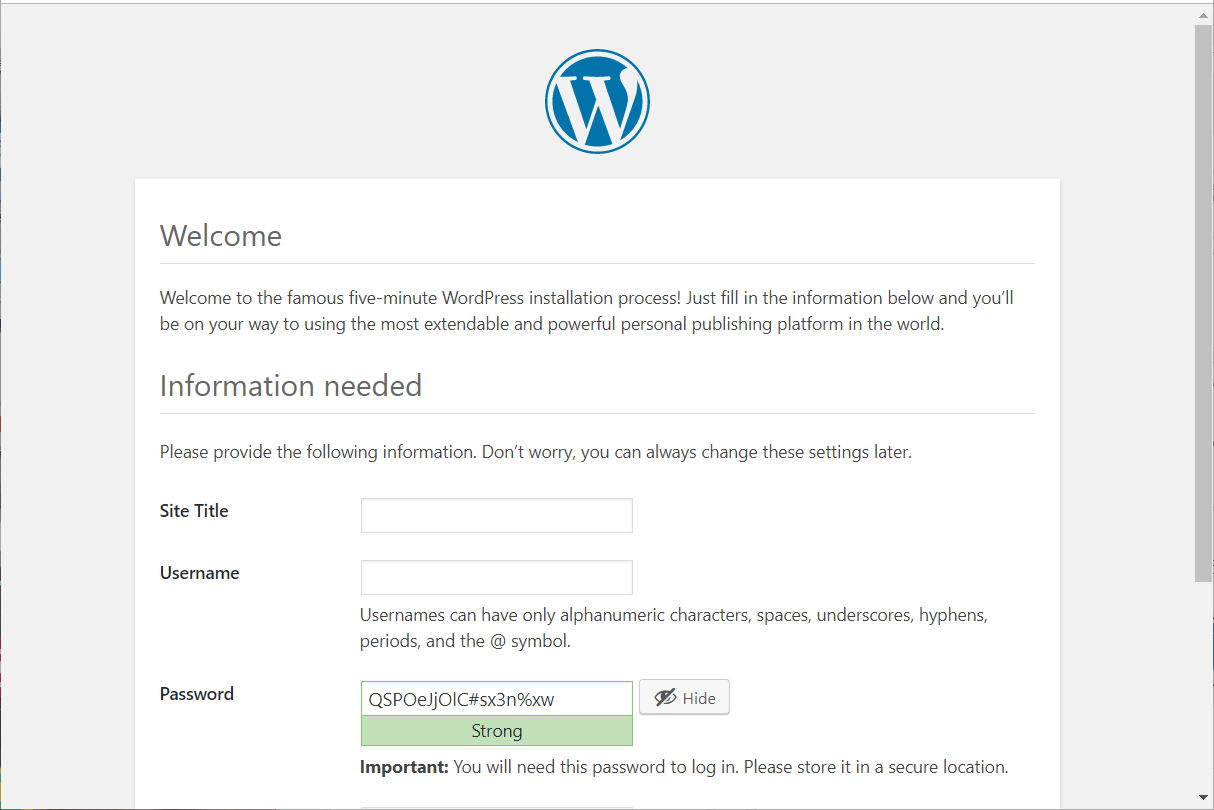 Welcome
Welcome to the famous five-minute WordPress installation process! Just fill in the information below and you’ll
be on your way to using the most extendable and powerful personal publishing platform in the world.
Information needed
Please provide the following information. Don’t worry, you can always change these settings later.
Site Title
Username
Usernames can have only alphanumeric characters, spaces, underscores, hyphens,
periods, and the @ symbol.
Password
QSPOeJjOlC#sx3n%xw
Hide
Strong
Important: You will need this password to log in. Please store it in a secure location.